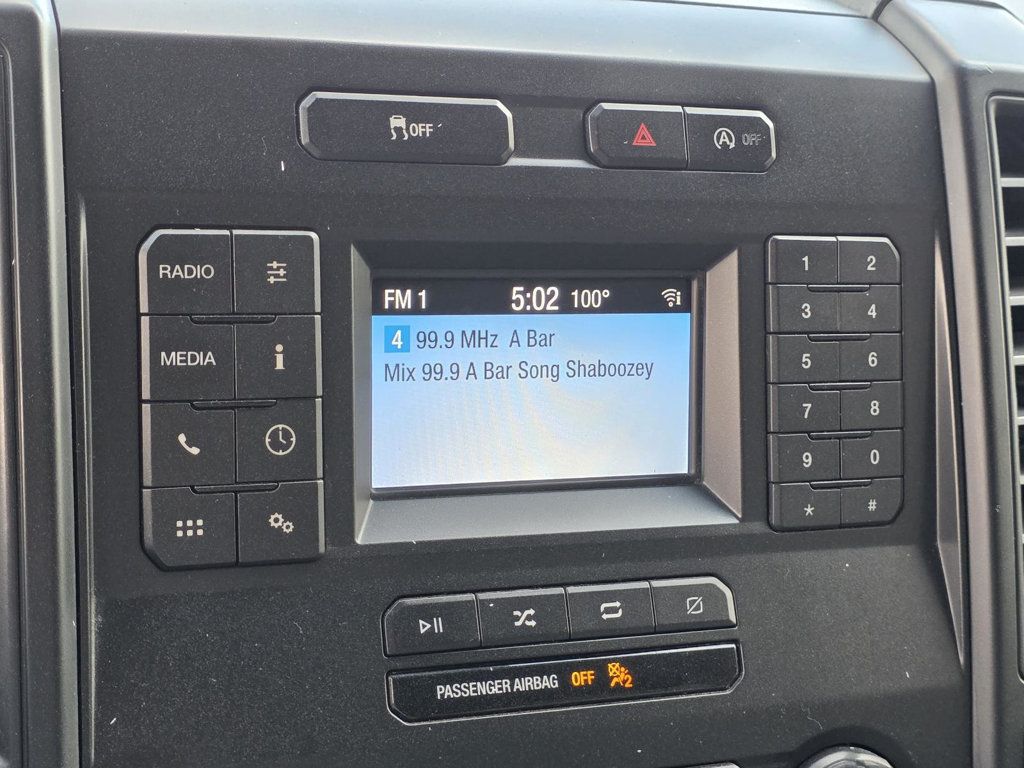 OFF
A OFF
RADIO
MEDIA
i
FM 1 5:02 100° i
4 99.9 MHz A Bar
Mix 99.9 A Bar Song Shaboozey
1 2
3 4
5 6
7 8
9 0
* #
PASSENGER AIRBAG OFF 2